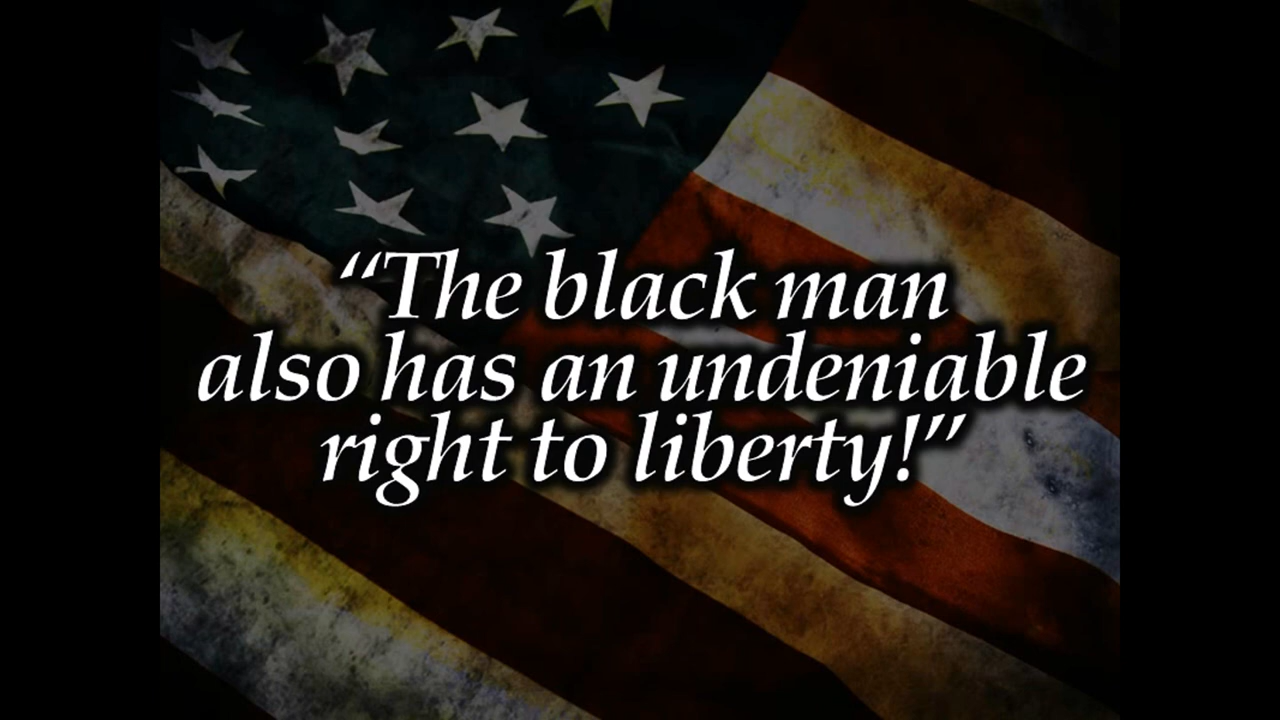 “The black man
also has an undeniable
right to liberty!”